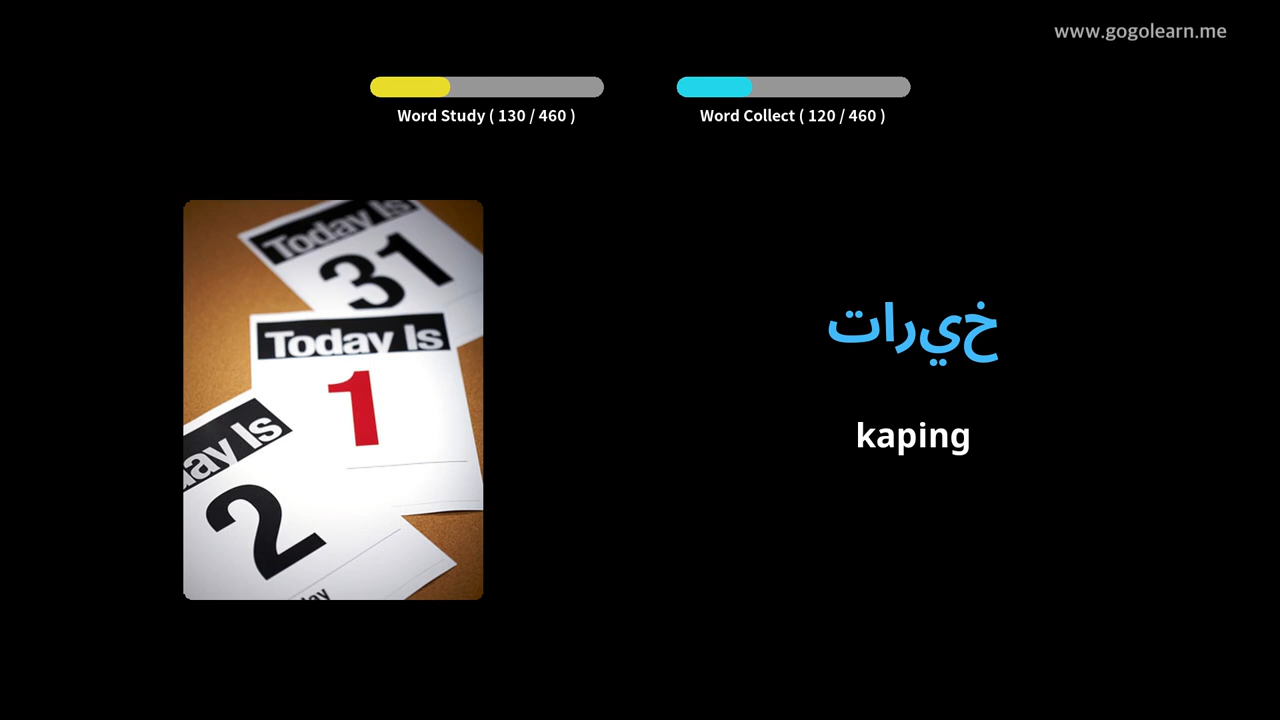 www.gogolearn.me
Word Study ( 130 / 460 )
Word Collect ( 120 / 460 )
Today Is
31
Today Is
1
ay Is
2
خيرات
kaping